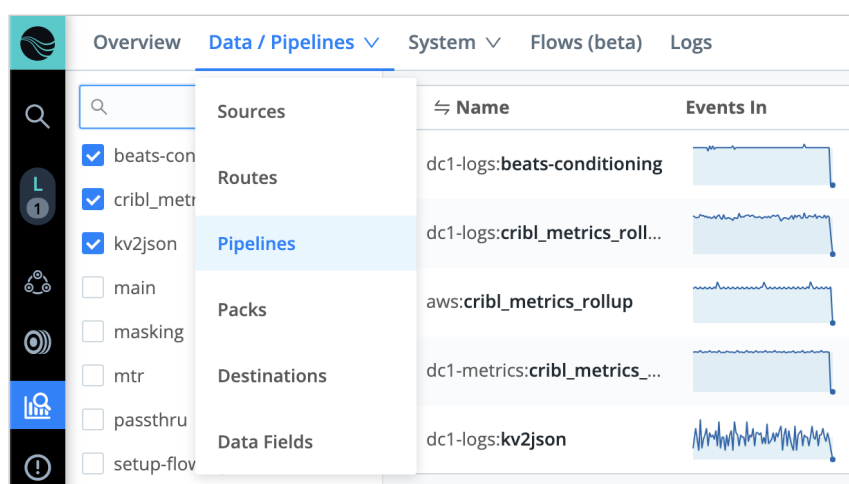 Overview Data / Pipelines System Flows (beta) Logs
Sources
Routes
Pipelines
Packs
Destinations
Data Fields
L
1
beats-con
cribl_metr
kv2json
main
masking
mtr
passthru
setup-flow
Name Events In
dc1-logs:beats-conditioning
dc1-logs:cribl_metrics_roll...
aws:cribl_metrics_rollup
dc1-metrics:cribl_metrics_...
dc1-logs:kv2json